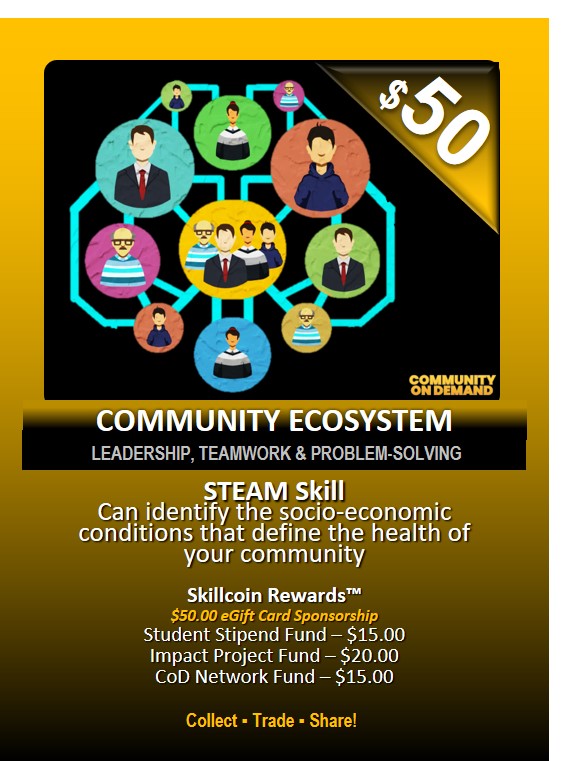 $50
COMMUNITY
ON DEMAND
COMMUNITY ECOSYSTEM
LEADERSHIP, TEAMWORK & PROBLEM-SOLVING
STEAM Skill
Can identify the socio-economic
conditions that define the health of
your community
Skillcoin Rewards™
$50.00 eGift Card Sponsorship
Student Stipend Fund – $15.00
Impact Project Fund – $20.00
CoD Network Fund – $15.00
Collect ▪ Trade ▪ Share!